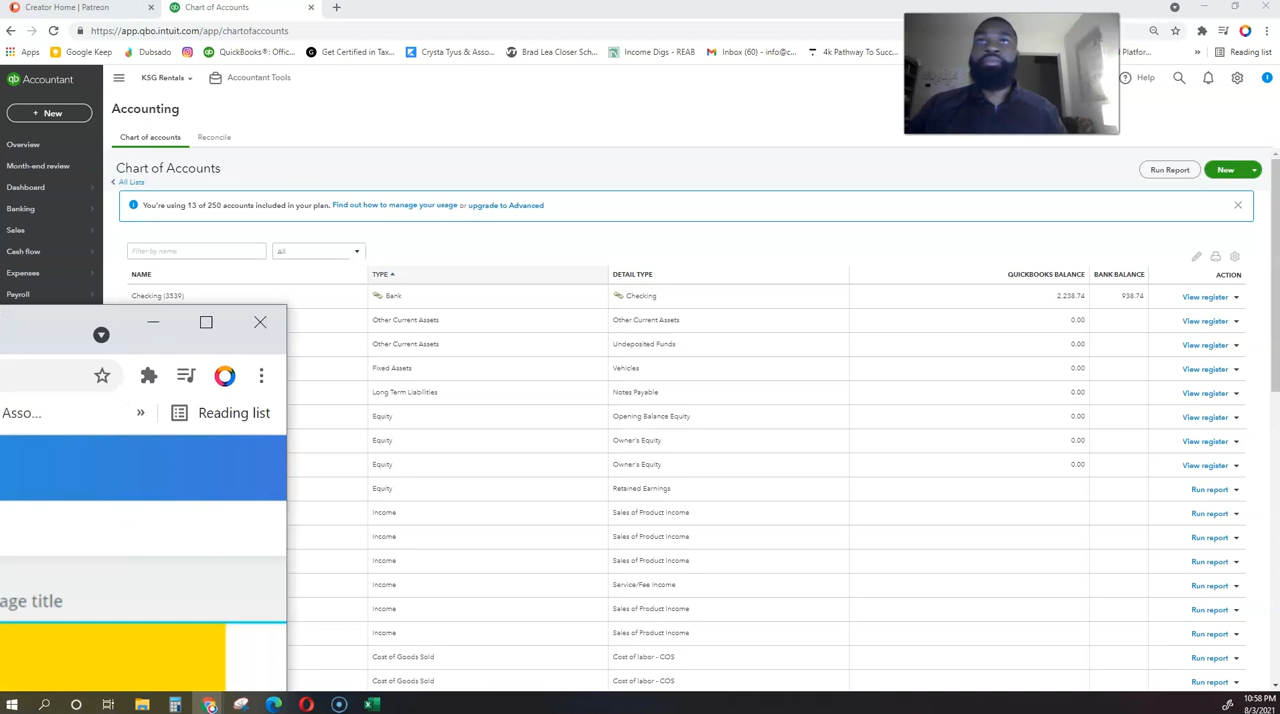 Creator Home | Patreon
Chart of Accounts
https://app.qbo.intuit.com/app/chartofaccounts
Apps
Google Keep
Dubsado
QuickBooks®: Offi...
Get Certified in Tax...
Crysta Tyus & Asso...
Brad Lea Closer Sch...
Income Digs - REAB
Inbox (60) - info@c...
4k Pathway To Succ...
Platfor...
Reading list
qb Accountant
KSG Rentals
Accountant Tools
Help
+ New
Accounting
Overview
Month-end review
Dashboard
Banking
Sales
Cash flow
Expenses
Payroll
Chart of accounts
Reconcile
Chart of Accounts
All Lists
Run Report
New
You're using 13 of 250 accounts included in your plan. Find out how to manage your usage or upgrade to Advanced
Filter by name
All
NAME TYPE DETAIL TYPE QUICKBOOKS BALANCE BANK BALANCE ACTION
Checking (3539) Bank Checking 2,238.74 938.74 View register
Other Current Assets Other Current Assets 0.00 View register
Other Current Assets Undeposited Funds 0.00 View register
Fixed Assets Vehicles 0.00 View register
Long Term Liabilities Notes Payable 0.00 View register
Equity Opening Balance Equity 0.00 View register
Equity Owner's Equity 0.00 View register
Equity Owner's Equity 0.00 View register
Equity Retained Earnings Run report
Income Sales of Product Income Run report
Income Sales of Product Income Run report
Income Sales of Product Income Run report
Income Service/Fee Income Run report
Income Sales of Product Income Run report
Income Sales of Product Income Run report
Cost of Goods Sold Cost of labor - COS Run report
Cost of Goods Sold Cost of labor - COS Run report
Asso...
Reading list
age title
10:58 PM
8/3/2021